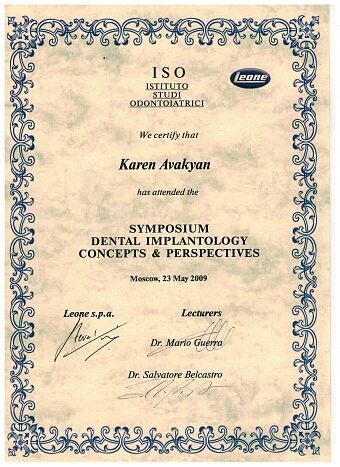 ISO
ISTITUTO
STUDI
ODONTOIATRICI
Leone
We certify that
Karen Avakyan
has attended the
SYMPOSIUM
DENTAL IMPLANTOLOGY
CONCEPTS & PERSPECTIVES
Moscow, 23 May 2009
Leone s.p.a.
Lecturers
Dr. Mario Guerra
Dr. Salvatore Belcastro